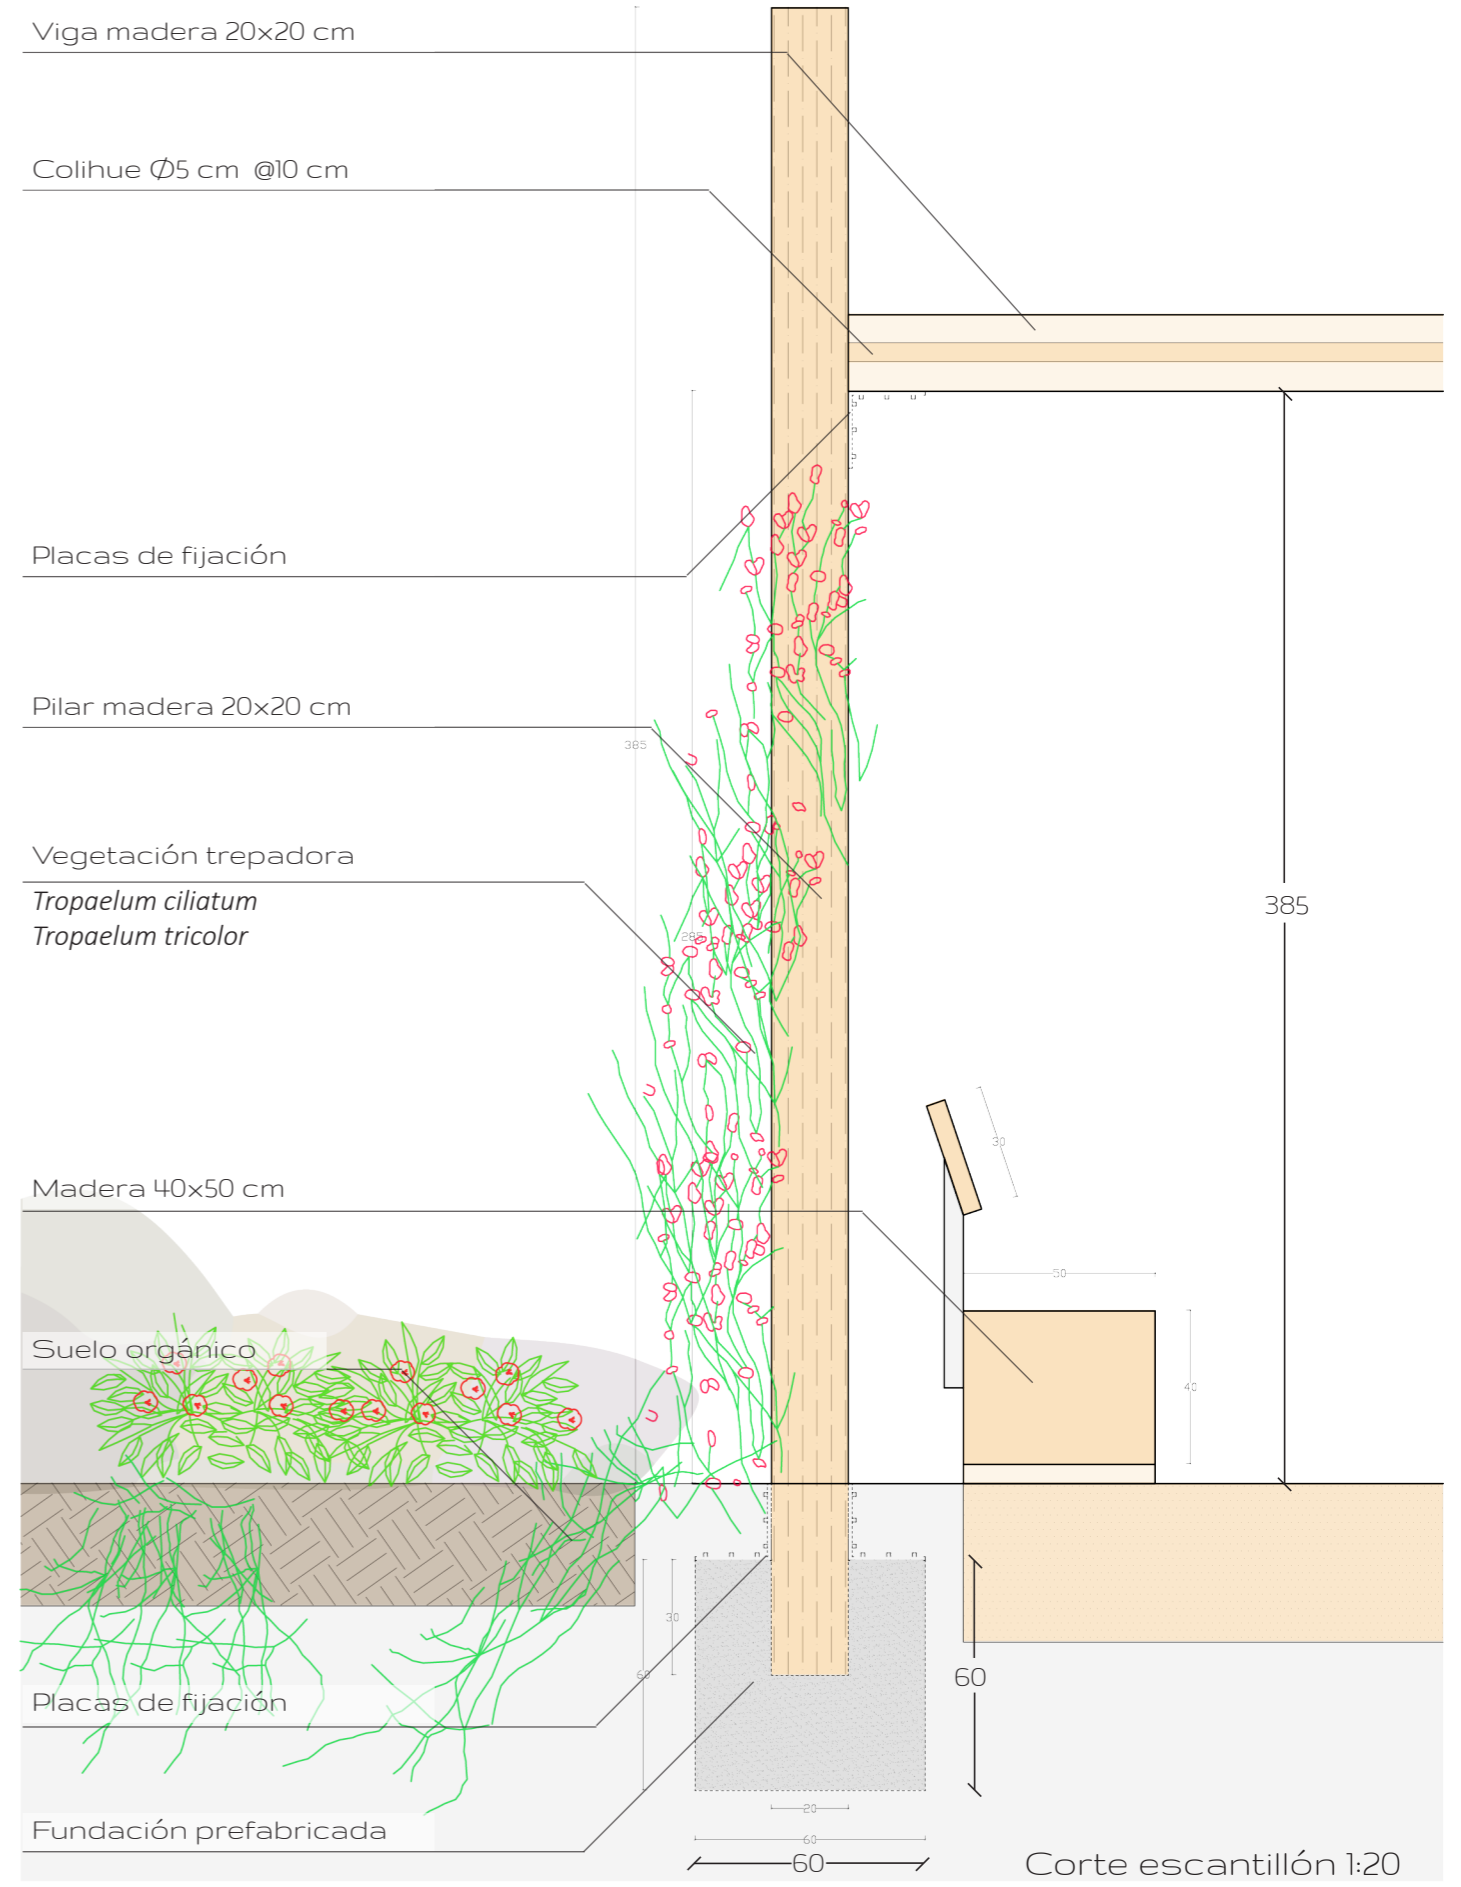 Viga madera 20x20 cm
Colihue Ø5 cm @10 cm
Placas de fijación
Pilar madera 20x20 cm
385
Vegetación trepadora
Tropaelum ciliatum
Tropaelum tricolor
385
285
30
Madera 40x50 cm
50
Suelo orgánico
40
30
60
60
Placas de fijación
20
Fundación prefabricada
60
60
Corte escantillón 1:20